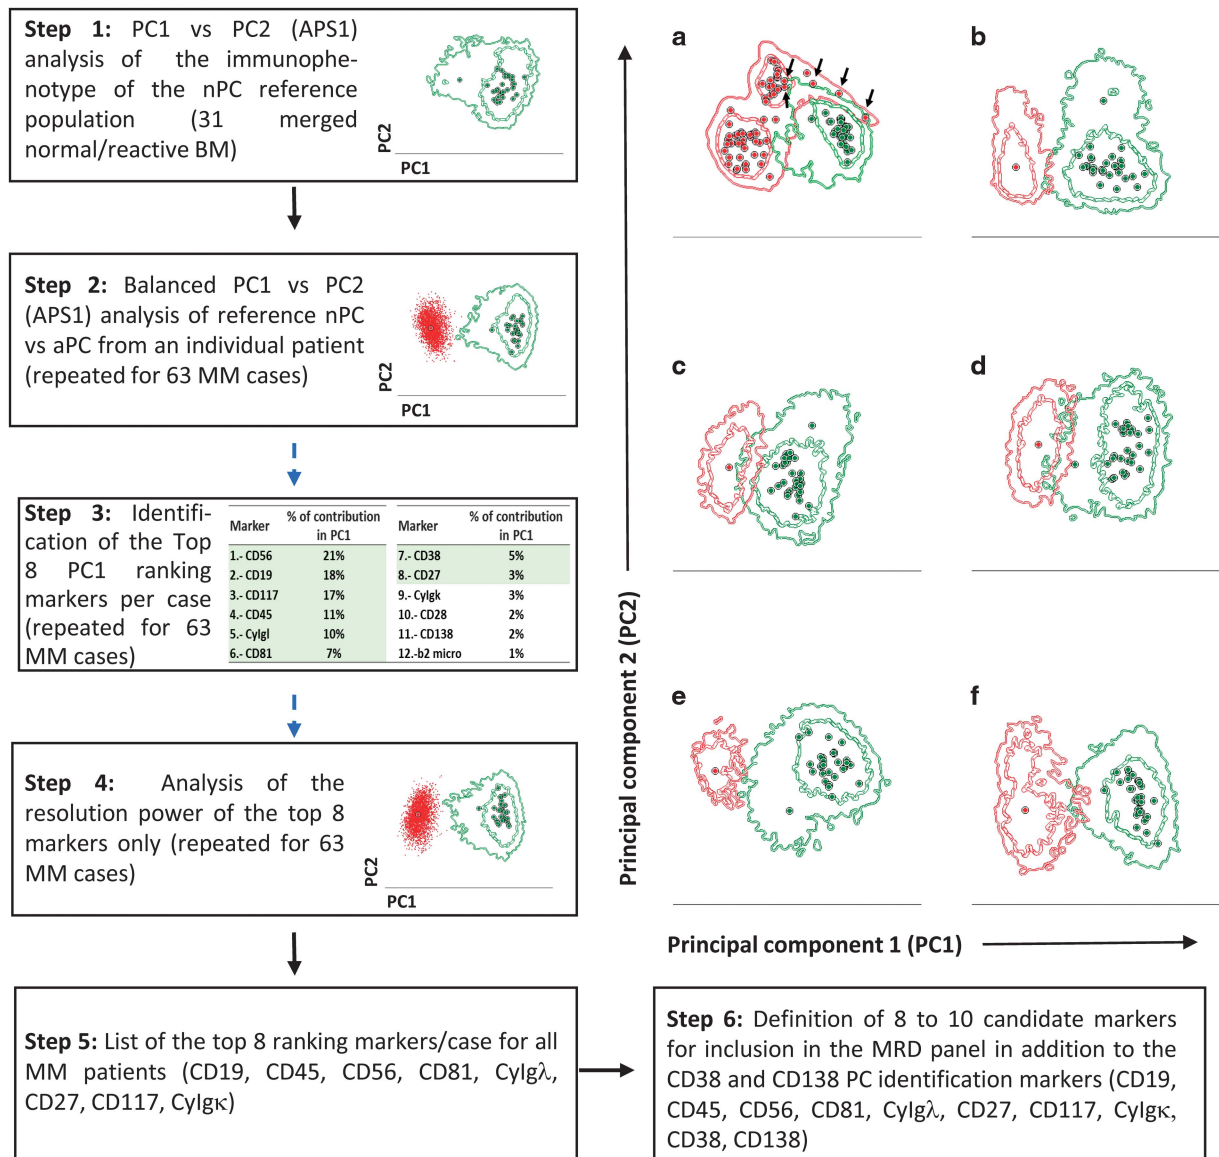 Step 1: PC1 vs PC2 (APS1)
analysis of the immunophe-
notype of the nPC reference
population (31 merged
normal/reactive BM)
PC2
PC1
Step 2: Balanced PC1 vs PC2
(APS1) analysis of reference nPC
vs aPC from an individual patient
(repeated for 63 MM cases)
PC2
PC1
Step 3: Identifi-
cation of the Top
8 PC1 ranking
markers per case
(repeated for 63
MM cases)
Marker % of contribution in PC1 Marker % of contribution in PC1
1.- CD56 21% 7.- CD38 5%
2.- CD19 18% 8.- CD27 3%
3.- CD117 17% 9.- CyIgk 3%
4.- CD45 11% 10.- CD28 2%
5.- CyIgl 10% 11.- CD138 2%
6.- CD81 7% 12.-b2 micro 1%
Step 4: Analysis of the
resolution power of the top 8
markers only (repeated for 63
MM cases)
PC2
PC1
Step 5: List of the top 8 ranking markers/case for all
MM patients (CD19, CD45, CD56, CD81, CyIgλ,
CD27, CD117, CyIgκ)
a
b
c
d
e
f
Principal component 2 (PC2)
Principal component 1 (PC1)
Step 6: Definition of 8 to 10 candidate markers
for inclusion in the MRD panel in addition to the
CD38 and CD138 PC identification markers (CD19,
CD45, CD56, CD81, CyIgλ, CD27, CD117, CyIgκ,
CD38, CD138)